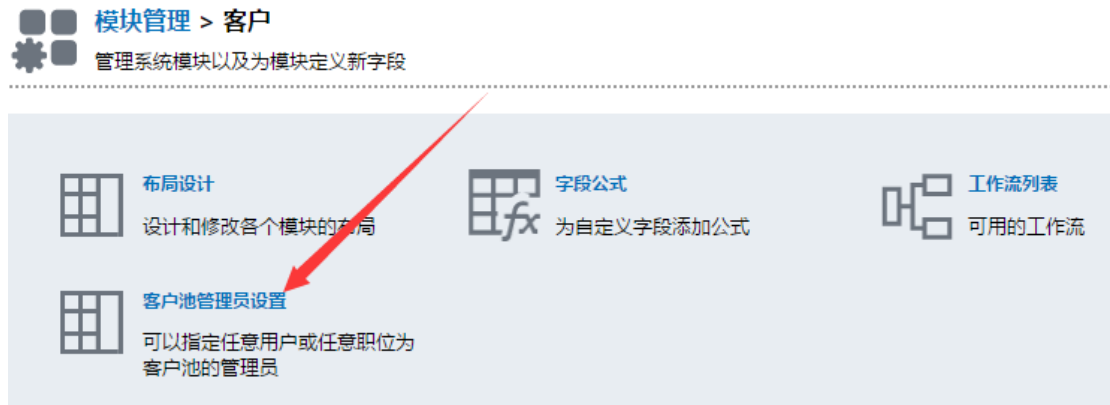 模块管理 > 客户
管理系统模块以及为模块定义新字段
布局设计
设计和修改各个模块的布局
字段公式
为自定义字段添加公式
工作流列表
可用的工作流
客户池管理员设置
可以指定任意用户或任意职位为
客户池的管理员